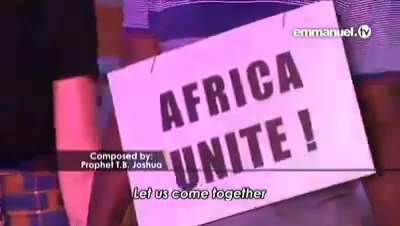 emmanuel.tv
AFRICA
UNITE !
Composed by:
Prophet T.B. Joshua
Let us come together